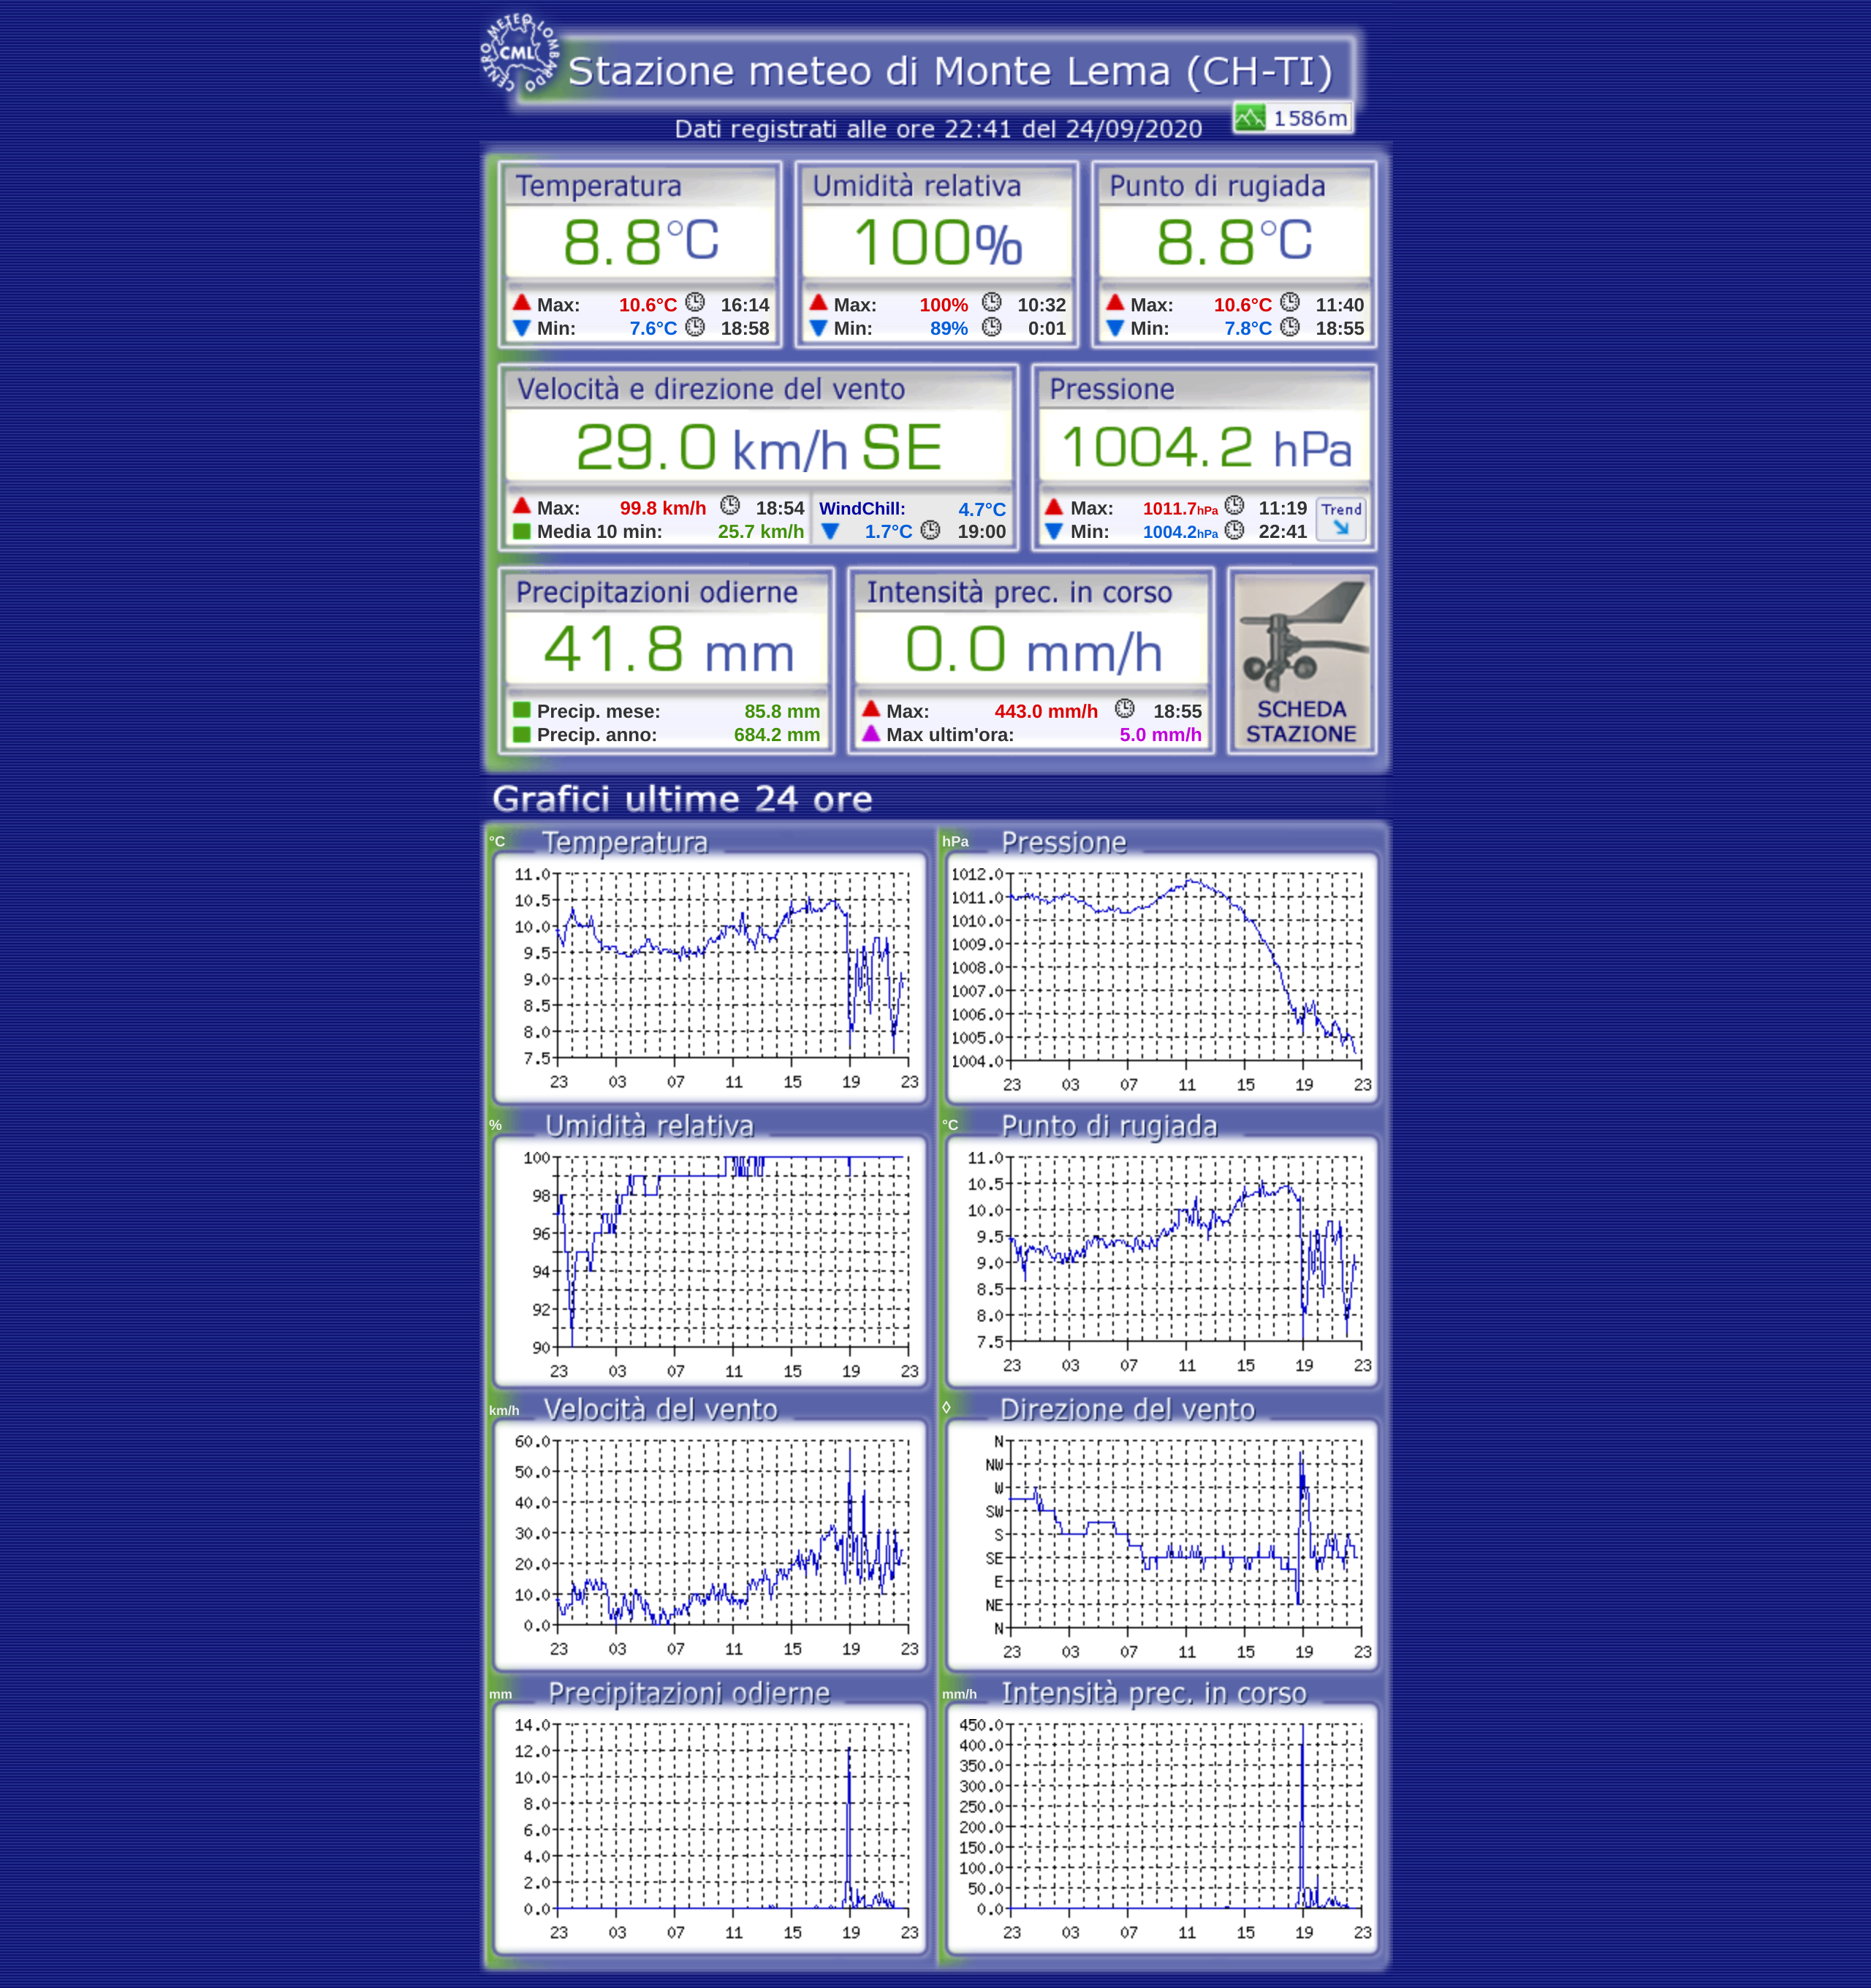 CENTRO METEO LOMBARDO
CML
Stazione meteo di Monte Lema (CH-TI)
1586m
Dati registrati alle ore 22:41 del 24/09/2020
Temperatura
8.8°C
Max: 10.6°C 16:14
Min: 7.6°C 18:58
Umidità relativa
100%
Max: 100% 10:32
Min: 89% 0:01
Punto di rugiada
8.8°C
Max: 10.6°C 11:40
Min: 7.8°C 18:55
Velocità e direzione del vento
29.0 km/h SE
Max: 99.8 km/h 18:54
Media 10 min: 25.7 km/h
WindChill: 4.7°C
1.7°C 19:00
Pressione
1004.2 hPa
Max: 1011.7hPa 11:19
Min: 1004.2hPa 22:41
Trend
Precipitazioni odierne
41.8 mm
Precip. mese: 85.8 mm
Precip. anno: 684.2 mm
Intensità prec. in corso
0.0 mm/h
Max: 443.0 mm/h 18:55
Max ultim'ora: 5.0 mm/h
SCHEDA
STAZIONE
Grafici ultime 24 ore
°C Temperatura
11.0
10.5
10.0
9.5
9.0
8.5
8.0
7.5
23 03 07 11 15 19 23
hPa Pressione
1012.0
1011.0
1010.0
1009.0
1008.0
1007.0
1006.0
1005.0
1004.0
23 03 07 11 15 19 23
% Umidità relativa
100
98
96
94
92
90
23 03 07 11 15 19 23
°C Punto di rugiada
11.0
10.5
10.0
9.5
9.0
8.5
8.0
7.5
23 03 07 11 15 19 23
km/h Velocità del vento
60.0
50.0
40.0
30.0
20.0
10.0
0.0
23 03 07 11 15 19 23
◊ Direzione del vento
N
NW
W
SW
S
SE
E
NE
N
23 03 07 11 15 19 23
mm Precipitazioni odierne
14.0
12.0
10.0
8.0
6.0
4.0
2.0
0.0
23 03 07 11 15 19 23
mm/h Intensità prec. in corso
450.0
400.0
350.0
300.0
250.0
200.0
150.0
100.0
50.0
0.0
23 03 07 11 15 19 23